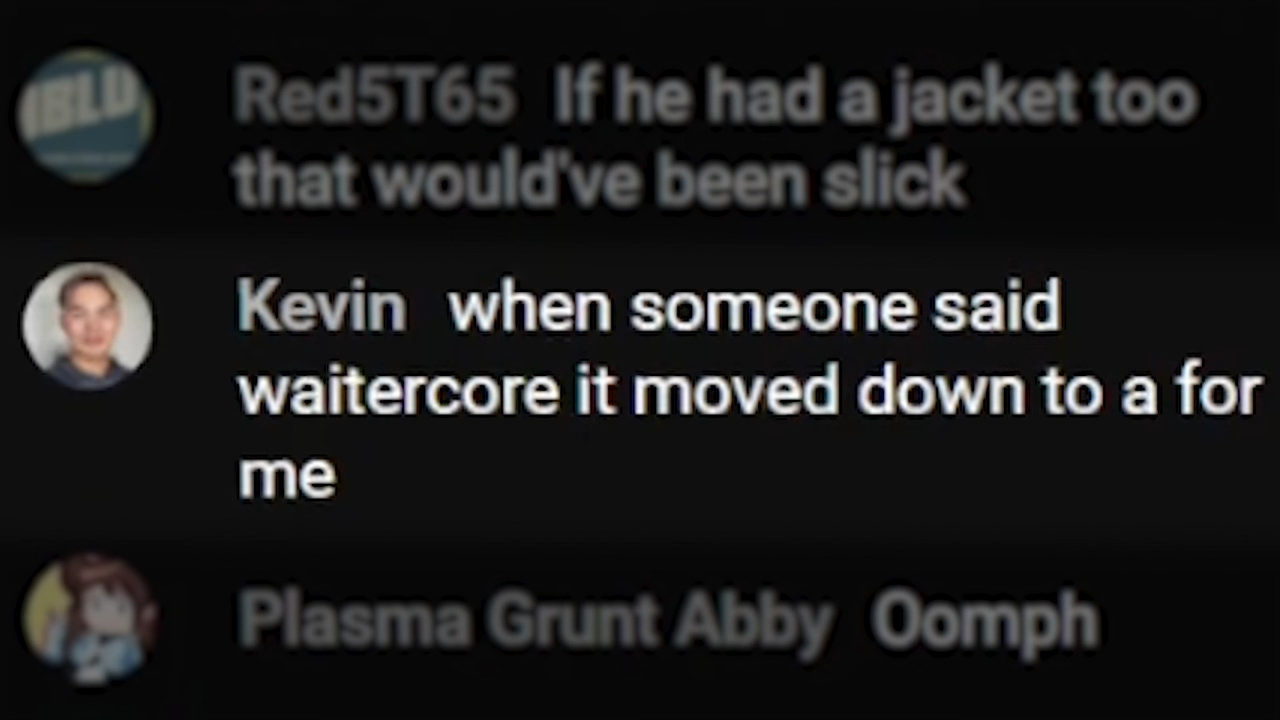 IBLD
Red5T65 If he had a jacket too
that would've been slick
Kevin when someone said
waitercore it moved down to a for
me
Plasma Grunt Abby Oomph